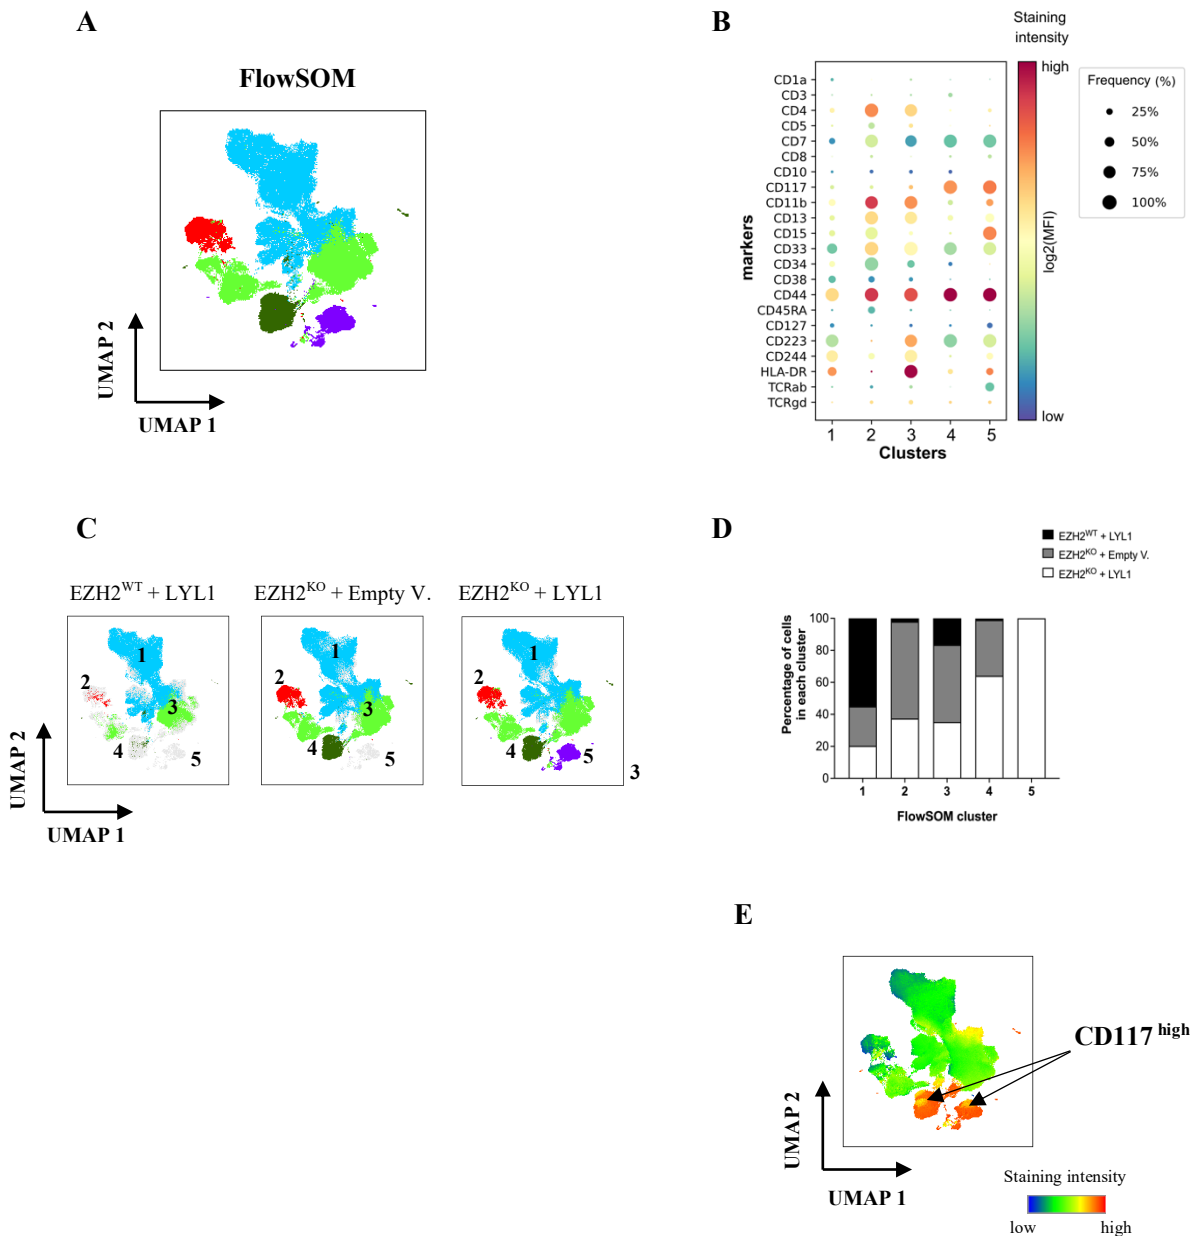 A
FlowSOM
UMAP 2
UMAP 1
B
Staining
intensity
high
log2(MFI)
low
Frequency (%)
25%
50%
75%
100%
markers
CD1a
CD3
CD4
CD5
CD7
CD8
CD10
CD117
CD11b
CD13
CD15
CD33
CD34
CD38
CD44
CD45RA
CD127
CD223
CD244
HLA-DR
TCRab
TCRgd
1 2 3 4 5
Clusters
C
EZH2WT + LYL1
EZH2KO + Empty V.
EZH2KO + LYL1
1
2
3
4
5
1
2
3
4
5
1
2
4
5
3
UMAP 2
UMAP 1
D
EZH2WT + LYL1
EZH2KO + Empty V.
EZH2KO + LYL1
Percentage of cells
in each cluster
100
80
60
40
20
0
1 2 3 4 5
FlowSOM cluster
E
CD117 high
UMAP 2
UMAP 1
Staining intensity
low high